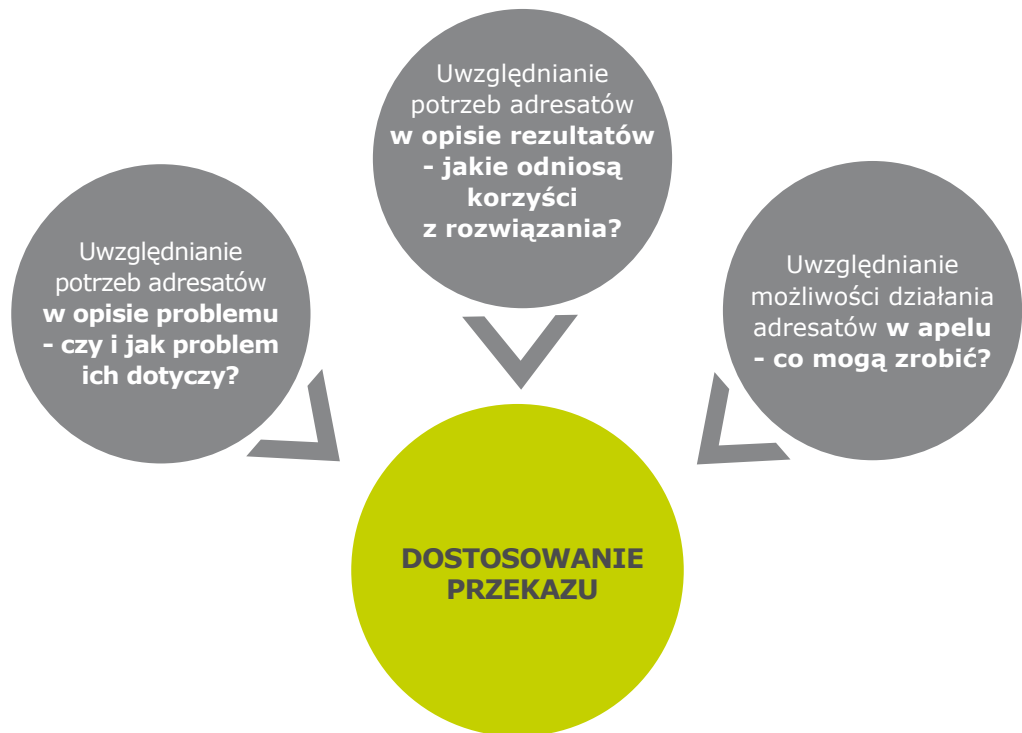 Uwzględnianie
potrzeb adresatów
w opisie problemu
- czy i jak problem
ich dotyczy?
Uwzględnianie
potrzeb adresatów
w opisie rezultatów
- jakie odniosą
korzyści
z rozwiązania?
Uwzględnianie
możliwości działania
adresatów w apelu
- co mogą zrobić?
DOSTOSOWANIE
PRZEKAZU